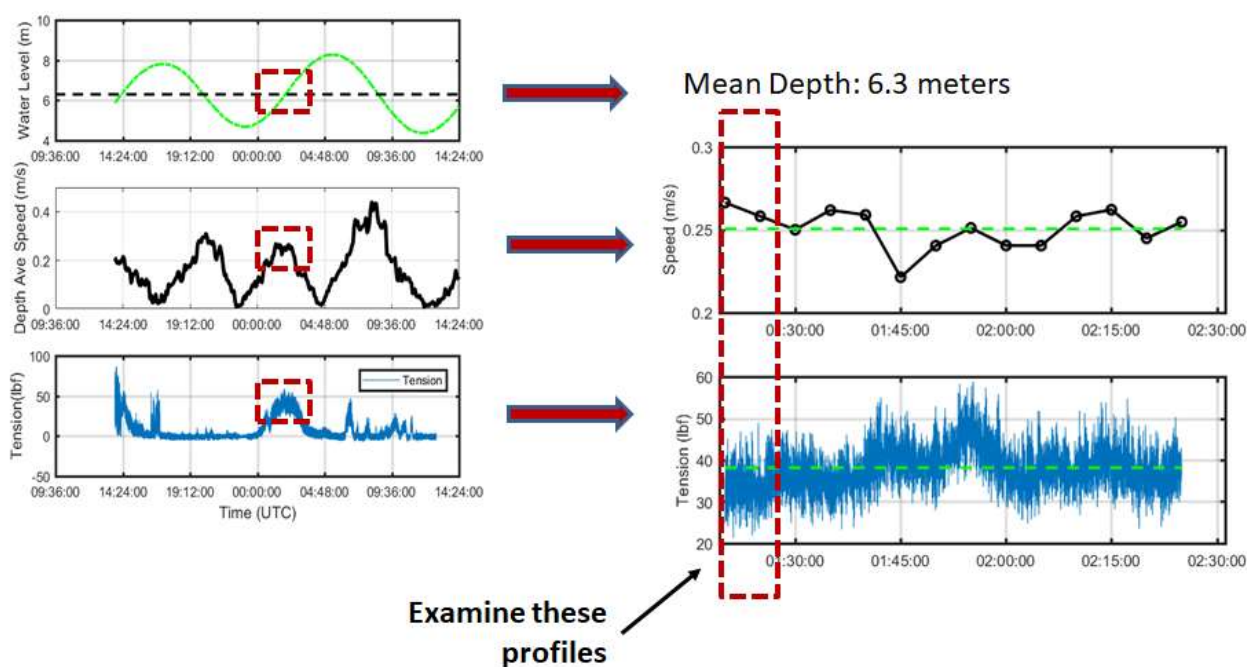 10
8
6
4
Water Level (m)
09:36:00 14:24:00 19:12:00 00:00:00 04:48:00 09:36:00 14:24:00
0.4
0.2
0
Depth Ave Speed (m/s)
09:36:00 14:24:00 19:12:00 00:00:00 04:48:00 09:36:00 14:24:00
100
50
0
-50
Tension(lbf)
Tension
09:36:00 14:24:00 19:12:00 00:00:00 04:48:00 09:36:00 14:24:00
Time (UTC)
Mean Depth: 6.3 meters
0.3
0.25
0.2
Speed (m/s)
01:30:00 01:45:00 02:00:00 02:15:00 02:30:00
60
50
40
30
20
Tension (lbf)
01:30:00 01:45:00 02:00:00 02:15:00 02:30:00
Examine these
profiles